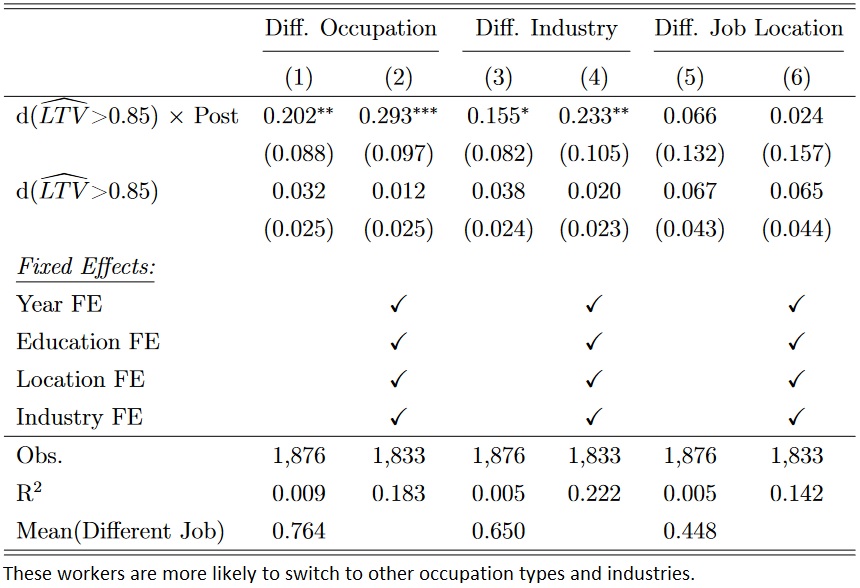 Diff. Occupation Diff. Industry Diff. Job Location
(1) (2) (3) (4) (5) (6)
d(\widehat{LTV}>0.85) × Post 0.202** 0.293*** 0.155* 0.233** 0.066 0.024
(0.088) (0.097) (0.082) (0.105) (0.132) (0.157)
d(\widehat{LTV}>0.85) 0.032 0.012 0.038 0.020 0.067 0.065
(0.025) (0.025) (0.024) (0.023) (0.043) (0.044)
Fixed Effects:
Year FE ✓ ✓ ✓
Education FE ✓ ✓ ✓
Location FE ✓ ✓ ✓
Industry FE ✓ ✓ ✓
Obs. 1,876 1,833 1,876 1,833 1,876 1,833
R² 0.009 0.183 0.005 0.222 0.005 0.142
Mean(Different Job) 0.764 0.650 0.448
These workers are more likely to switch to other occupation types and industries.